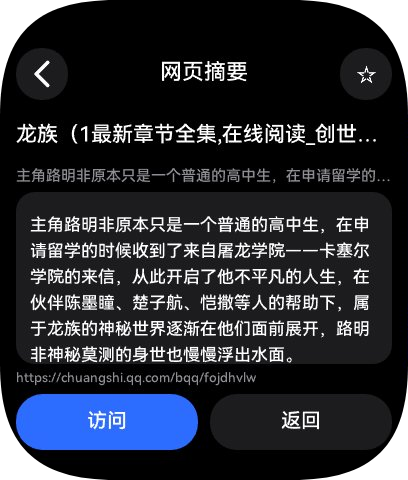 网页摘要
龙族（1最新章节全集,在线阅读_创世...
主角路明非原本只是一个普通的高中生，在申请留学的...
主角路明非原本只是一个普通的高中生，在申
请留学的时候收到了来自屠龙学院一一卡塞尔
学院的来信，从此开启了他不平凡的人生，在
伙伴陈墨瞳、楚子航、恺撒等人的帮助下，属
于龙族的神秘世界逐渐在他们面前展开，路明
非神秘莫测的身世也慢慢浮出水面。
https://chuangshi.qq.com/bqq/fojdhvlw
访问
返回